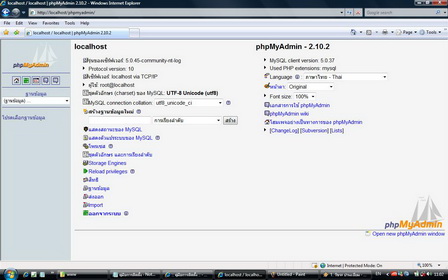 localhost / localhost | phpMyAdmin 2.10.2 - Windows Internet Explorer
http://localhost/phpmyadmin/
localhost / localhost | phpMyAdmin 2.10.2
phpMyAdmin
ฐานข้อมูล
(ฐานข้อมูล) ...
โปรดเลือกฐานข้อมูล
localhost
รุ่นของเซิร์ฟเวอร์: 5.0.45-community-nt-log
Protocol version: 10
เซิร์ฟเวอร์: localhost via TCP/IP
ผู้ใช้: root@localhost
ชุดตัวอักษร (charset) ของ MySQL: UTF-8 Unicode (utf8)
MySQL connection collation: utf8_unicode_ci
สร้างฐานข้อมูลใหม่
การเรียงลำดับ
สร้าง
แสดงสถานะของ MySQL
แสดงตัวแปรระบบของ MySQL
โพรเซส
ชุดตัวอักษร และการเรียงลำดับ
Storage Engines
Reload privileges
สิทธิ
ฐานข้อมูล
ส่งออก
Import
ออกจากระบบ
phpMyAdmin - 2.10.2
MySQL client version: 5.0.37
Used PHP extensions: mysql
Language: ภาษาไทย - Thai
หน้าตา: Original
Font size: 100%
เอกสารการใช้ phpMyAdmin
phpMyAdmin wiki
โฮมเพจอย่างเป็นทางการของ phpMyAdmin
[ChangeLog] [Subversion] [Lists]
phpMyAdmin
Open new phpMyAdmin window
Internet | Protected Mode: On
100%
www
localhost / localho...
Untitled - Paint